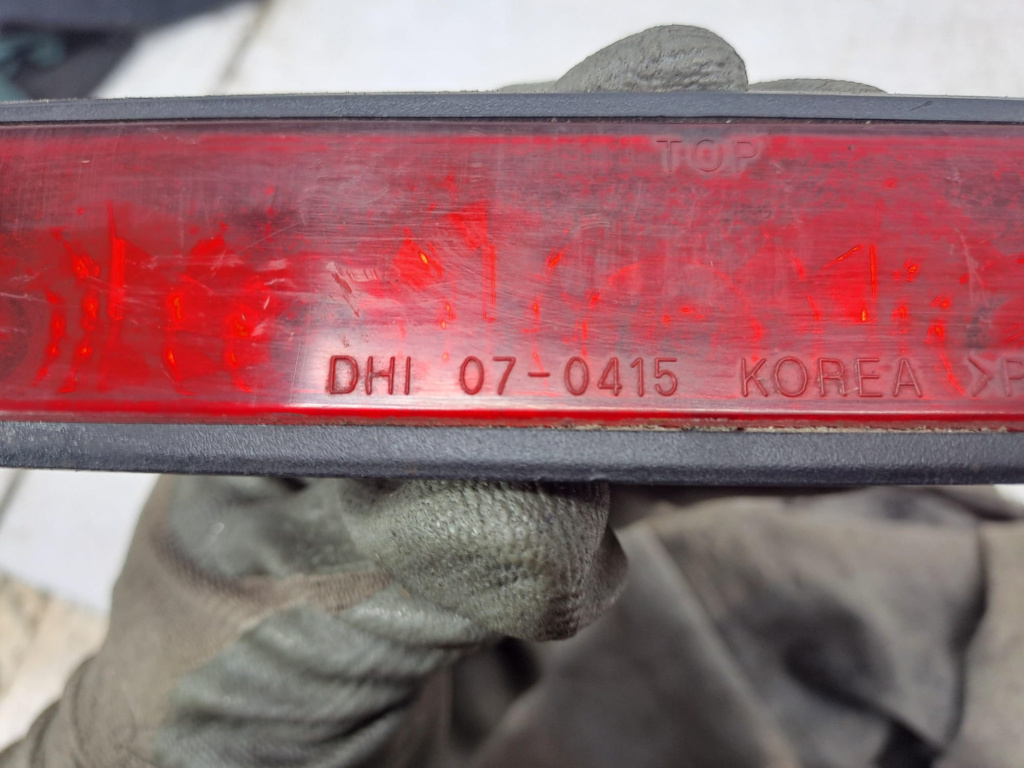 TOP
DHI 07-0415 KOREA >P